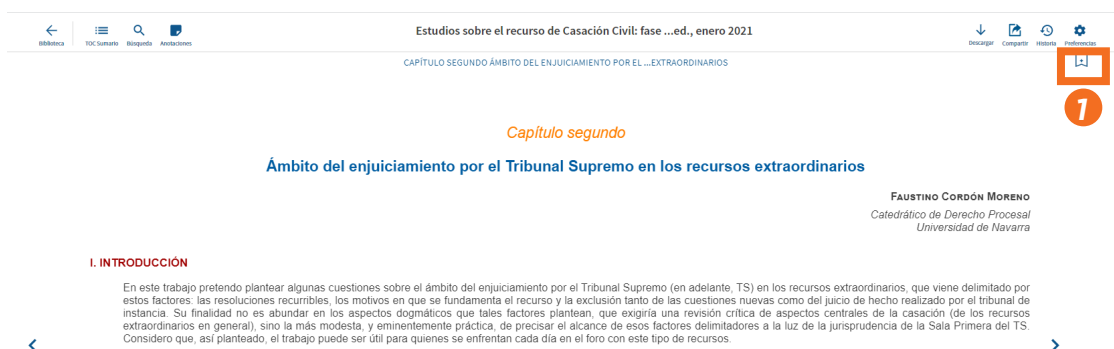 Estudios sobre el recurso de Casación Civil: fase ...ed., enero 2021
Biblioteca TOC Sumario Búsqueda Anotaciones Descargar Compartir Historia Preferencias
CAPÍTULO SEGUNDO ÁMBITO DEL ENJUICIAMIENTO POR EL ...EXTRAORDINARIOS
1
Capítulo segundo
Ámbito del enjuiciamiento por el Tribunal Supremo en los recursos extraordinarios
Faustino Cordón Moreno
Catedrático de Derecho Procesal
Universidad de Navarra
I. INTRODUCCIÓN
En este trabajo pretendo plantear algunas cuestiones sobre el ámbito del enjuiciamiento por el Tribunal Supremo (en adelante, TS) en los recursos extraordinarios, que viene delimitado por
estos factores: las resoluciones recurribles, los motivos en que se fundamenta el recurso y la exclusión tanto de las cuestiones nuevas como del juicio de hecho realizado por el tribunal de
instancia. Su finalidad no es abundar en los aspectos dogmáticos que tales factores plantean, que exigiría una revisión crítica de aspectos centrales de la casación (de los recursos
extraordinarios en general), sino la más modesta, y eminentemente práctica, de precisar el alcance de esos factores delimitadores a la luz de la jurisprudencia de la Sala Primera del TS.
Considero que, así planteado, el trabajo puede ser útil para quienes se enfrentan cada día en el foro con este tipo de recursos.